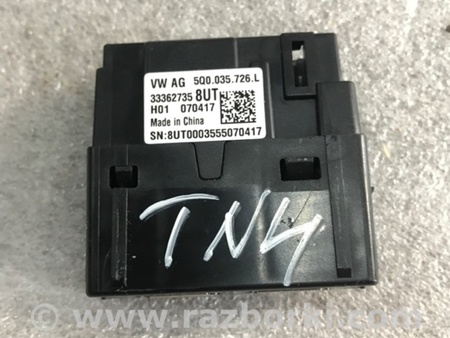 VW AG 5Q0.035.726.L
33362735 8UT
H01 070417
Made in China
SN:8UT0003555070417
TN4
www.razborki.com